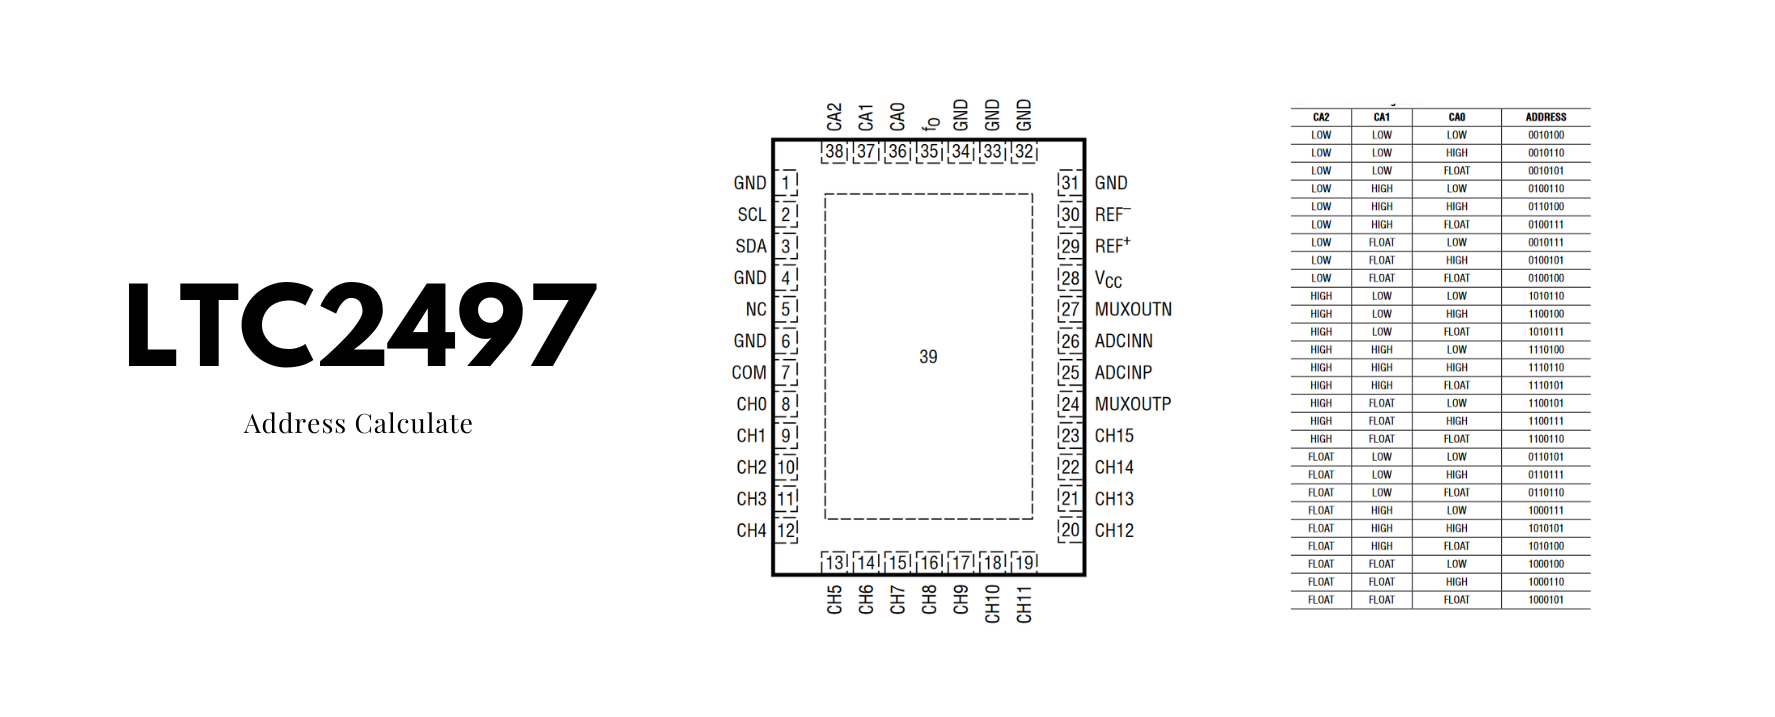 LTC2497
Address Calculate
CA2 CA1 CA0 fO GND GND GND
38 37 36 35 34 33 32
GND 1
SCL 2
SDA 3
GND 4
NC 5
GND 6
COM 7
CH0 8
CH1 9
CH2 10
CH3 11
CH4 12
39
31 GND
30 REF–
29 REF+
28 VCC
27 MUXOUTN
26 ADCINN
25 ADCINP
24 MUXOUTP
23 CH15
22 CH14
21 CH13
20 CH12
13 14 15 16 17 18 19
CH5 CH6 CH7 CH8 CH9 CH10 CH11
CA2 CA1 CA0 ADDRESS
LOW LOW LOW 0010100
LOW LOW HIGH 0010110
LOW LOW FLOAT 0010101
LOW HIGH LOW 0100110
LOW HIGH HIGH 0110100
LOW HIGH FLOAT 0100111
LOW FLOAT LOW 0010111
LOW FLOAT HIGH 0100101
LOW FLOAT FLOAT 0100100
HIGH LOW LOW 1010110
HIGH LOW HIGH 1100100
HIGH LOW FLOAT 1010111
HIGH HIGH LOW 1110100
HIGH HIGH HIGH 1110110
HIGH HIGH FLOAT 1110101
HIGH FLOAT LOW 1100101
HIGH FLOAT HIGH 1100111
HIGH FLOAT FLOAT 1100110
FLOAT LOW LOW 0110101
FLOAT LOW HIGH 0110111
FLOAT LOW FLOAT 0110110
FLOAT HIGH LOW 1000111
FLOAT HIGH HIGH 1010101
FLOAT HIGH FLOAT 1010100
FLOAT FLOAT LOW 1000100
FLOAT FLOAT HIGH 1000110
FLOAT FLOAT FLOAT 1000101